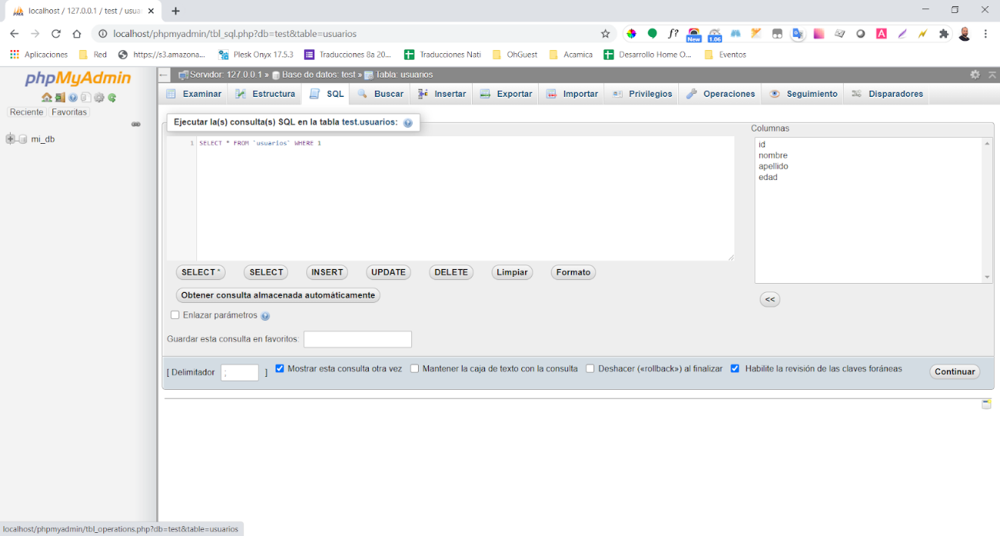 localhost / 127.0.0.1 / test / usua
localhost/phpmyadmin/tbl_sql.php?db=test&table=usuarios
f?
New
1.06
A
Aplicaciones
Red
https://s3.amazona...
Plesk Onyx 17.5.3
Traducciones 8a 20...
Traducciones Nati
OhGuest
Acamica
Desarrollo Home O...
Eventos
phpMyAdmin
Reciente
Favoritas
mi_db
Servidor: 127.0.0.1 » Base de datos: test » Tabla: usuarios
Examinar
Estructura
SQL
Buscar
Insertar
Exportar
Importar
Privilegios
Operaciones
Seguimiento
Disparadores
Ejecutar la(s) consulta(s) SQL en la tabla test.usuarios:
1 SELECT * FROM `usuarios` WHERE 1
Columnas
id
nombre
apellido
edad
<<
SELECT *
SELECT
INSERT
UPDATE
DELETE
Limpiar
Formato
Obtener consulta almacenada automáticamente
Enlazar parámetros
Guardar esta consulta en favoritos:
[ Delimitador ; ]
Mostrar esta consulta otra vez
Mantener la caja de texto con la consulta
Deshacer («rollback») al finalizar
Habilite la revisión de las claves foráneas
Continuar
localhost/phpmyadmin/tbl_operations.php?db=test&table=usuarios